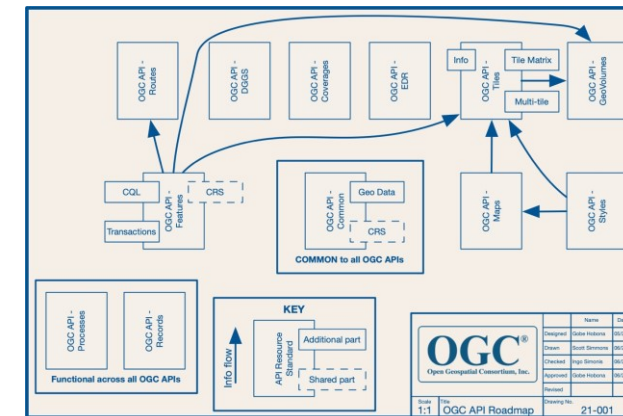 OGC API -
Routes
OGC API -
DGGS
OGC API -
Coverages
OGC API -
EDR
Info
OGC API -
Tiles
Tile Matrix
Multi-tile
OGC API -
GeoVolumes
CQL
OGC API -
Features
CRS
Transactions
OGC API -
Common
Geo Data
CRS
COMMON to all OGC APIs
OGC API -
Maps
OGC API -
Styles
OGC API -
Processes
OGC API -
Records
Functional across all OGC APIs
KEY
Info flow
API Resource
Standard
Additional part
Shared part
OGC®
Open Geospatial Consortium, Inc.
Name
Designed
Drawn Scott Simmons
Checked Ingo Simonis
Approved
Revised
Scale
1:1
Title
OGC API Roadmap
Drawing No.
21-001